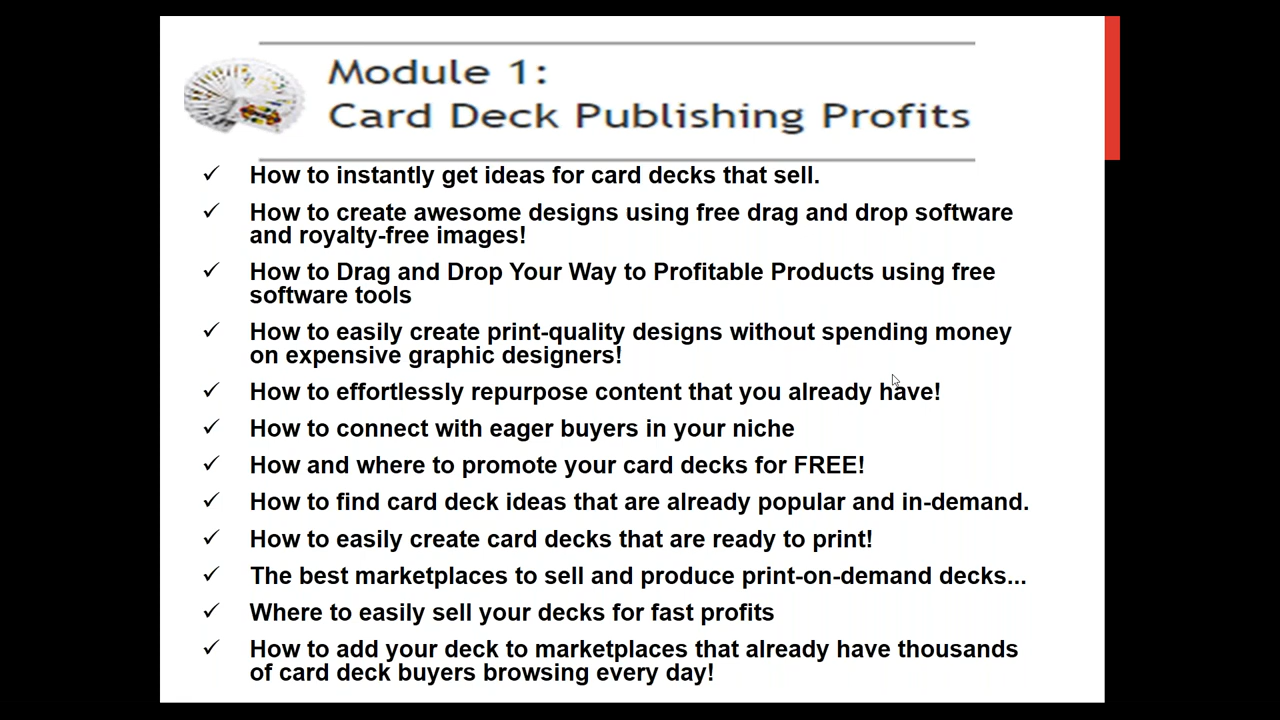 Module 1:
Card Deck Publishing Profits
✓ How to instantly get ideas for card decks that sell.
✓ How to create awesome designs using free drag and drop software
and royalty-free images!
✓ How to Drag and Drop Your Way to Profitable Products using free
software tools
✓ How to easily create print-quality designs without spending money
on expensive graphic designers!
✓ How to effortlessly repurpose content that you already have!
✓ How to connect with eager buyers in your niche
✓ How and where to promote your card decks for FREE!
✓ How to find card deck ideas that are already popular and in-demand.
✓ How to easily create card decks that are ready to print!
✓ The best marketplaces to sell and produce print-on-demand decks...
✓ Where to easily sell your decks for fast profits
✓ How to add your deck to marketplaces that already have thousands
of card deck buyers browsing every day!